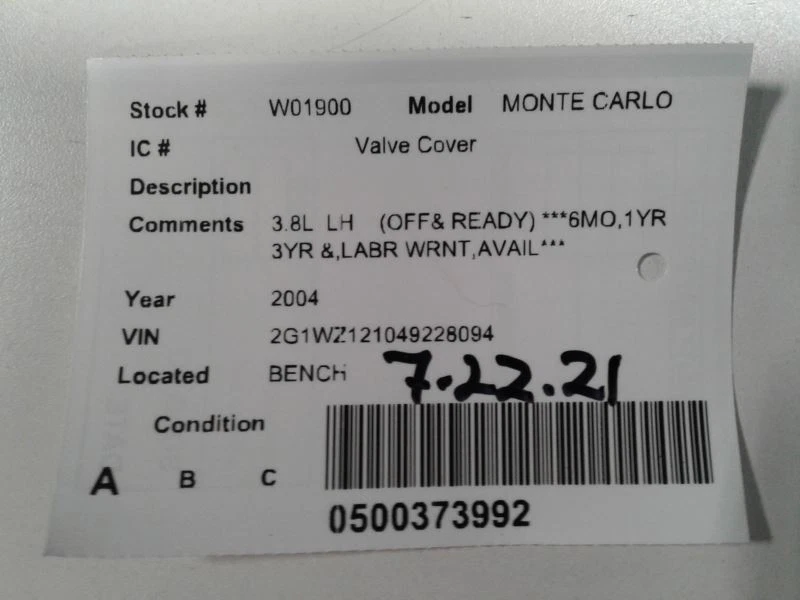 Stock # W01900 Model MONTE CARLO
IC # Valve Cover
Description
Comments 3.8L LH (OFF& READY) ***6MO,1YR
3YR &,LABR WRNT,AVAIL***
Year 2004
VIN 2G1WZ121049228094
Located BENCH 7.22.21
Condition
A B C
0500373992